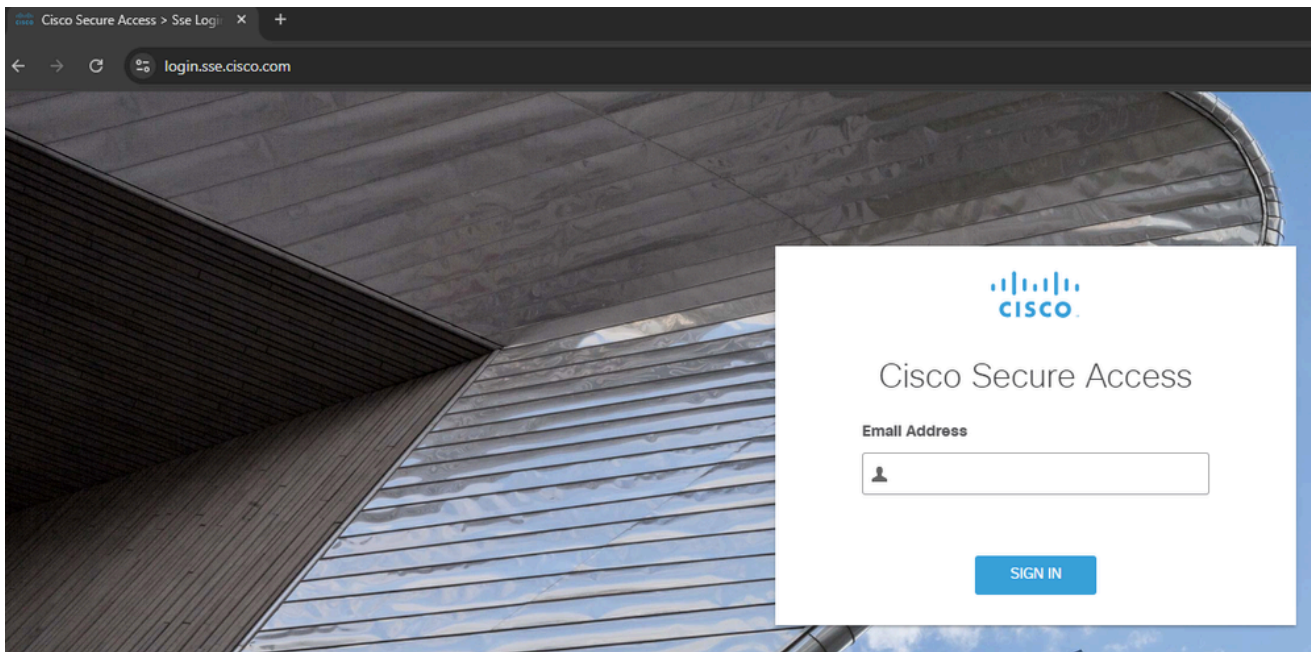 Cisco Secure Access > Sse Logi
login.sse.cisco.com
CISCO
Cisco Secure Access
Email Address
SIGN IN